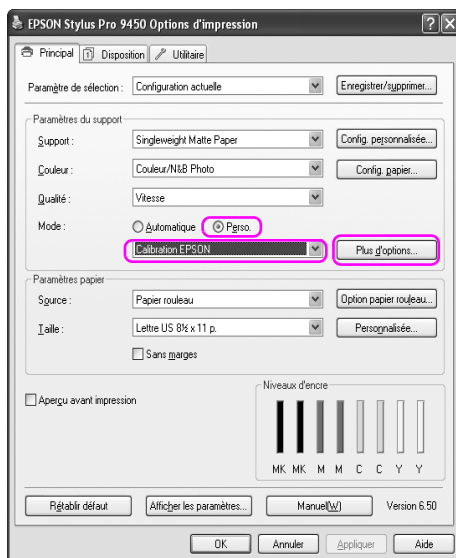 EPSON Stylus Pro 9450 Options d'impression
Principal Disposition Utilitaire
Paramètre de sélection : Configuration actuelle Enregistrer/supprimer...
Paramètres du support
Support : Singleweight Matte Paper Config. personnalisée...
Couleur : Couleur/N&B Photo Config. papier...
Qualité : Vitesse
Mode : Automatique Perso.
Calibration EPSON Plus d'options...
Paramètres papier
Source : Papier rouleau Option papier rouleau...
Taille : Lettre US 8½ x 11 p. Personnalisée...
Sans marges
Aperçu avant impression
Niveaux d'encre
MK MK M M C C Y Y
Rétablir défaut Afficher les paramètres... Manuel(W) Version 6.50
OK Annuler Appliquer Aide